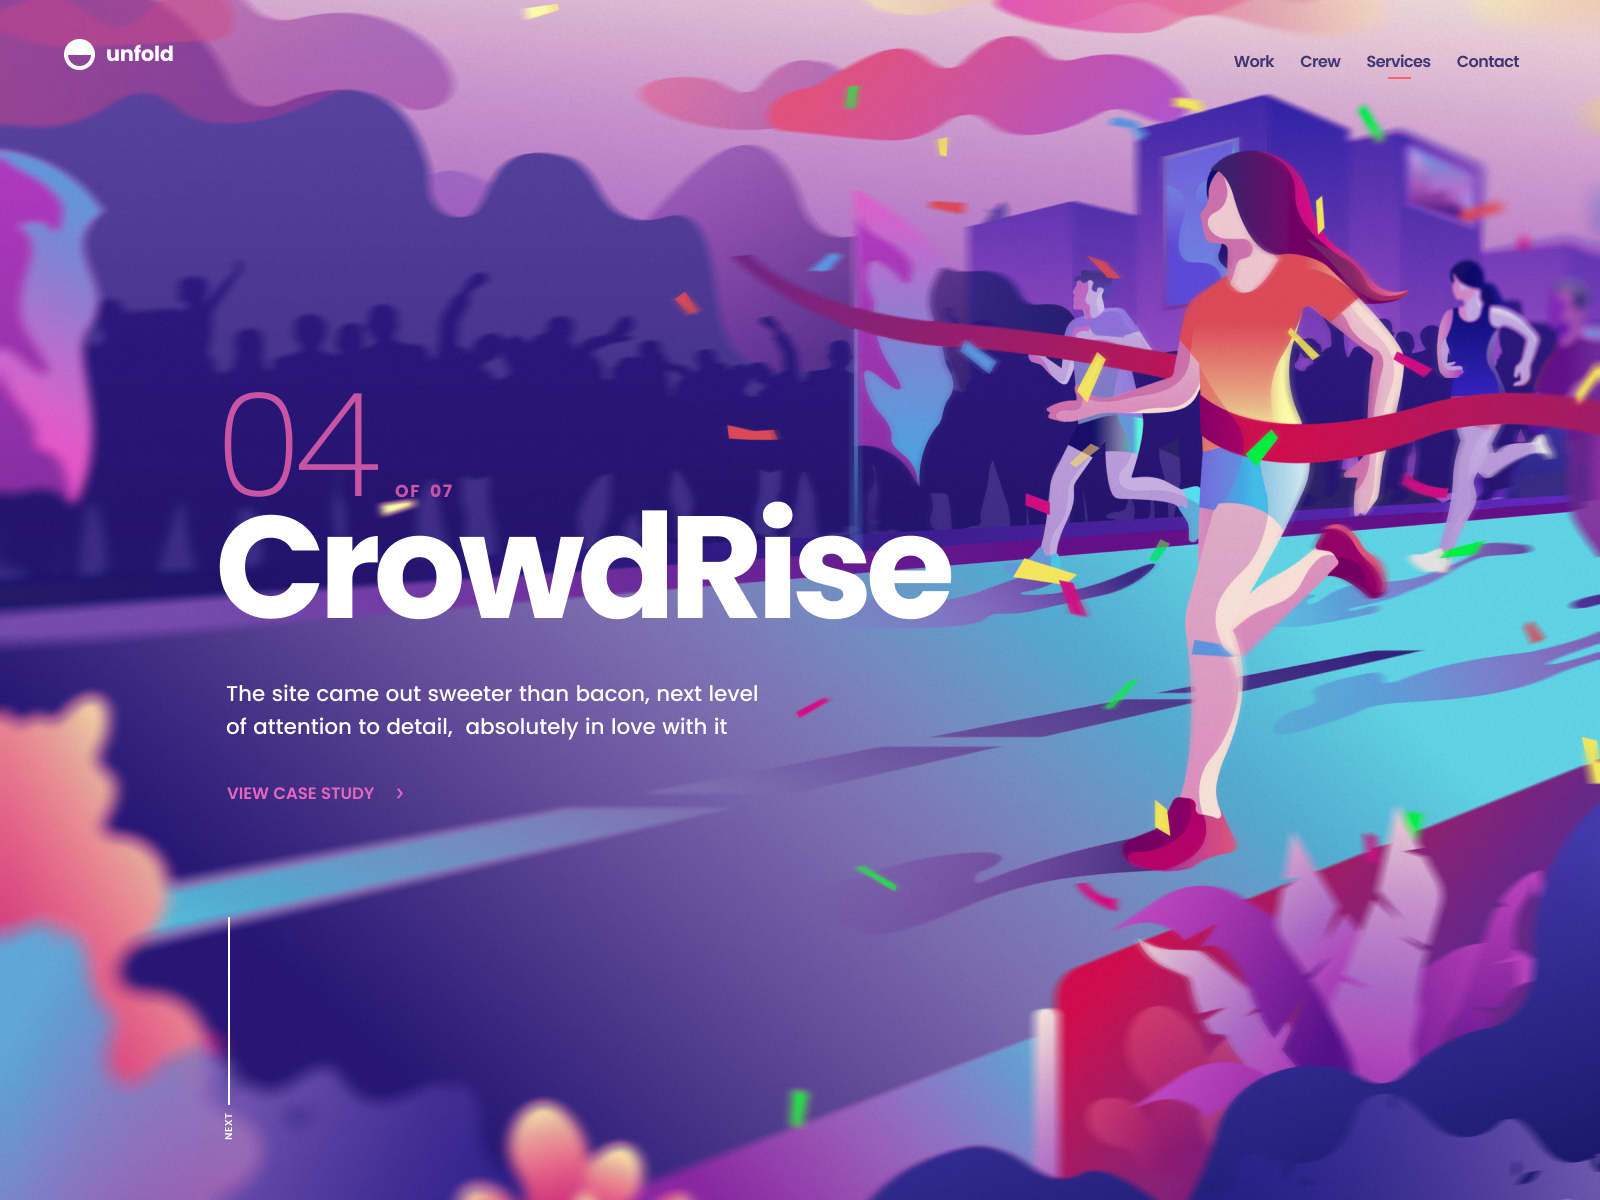 unfold
Work Crew Services Contact
04 OF 07
CrowdRise
The site came out sweeter than bacon, next level
of attention to detail,  absolutely in love with it
VIEW CASE STUDY >
NEXT